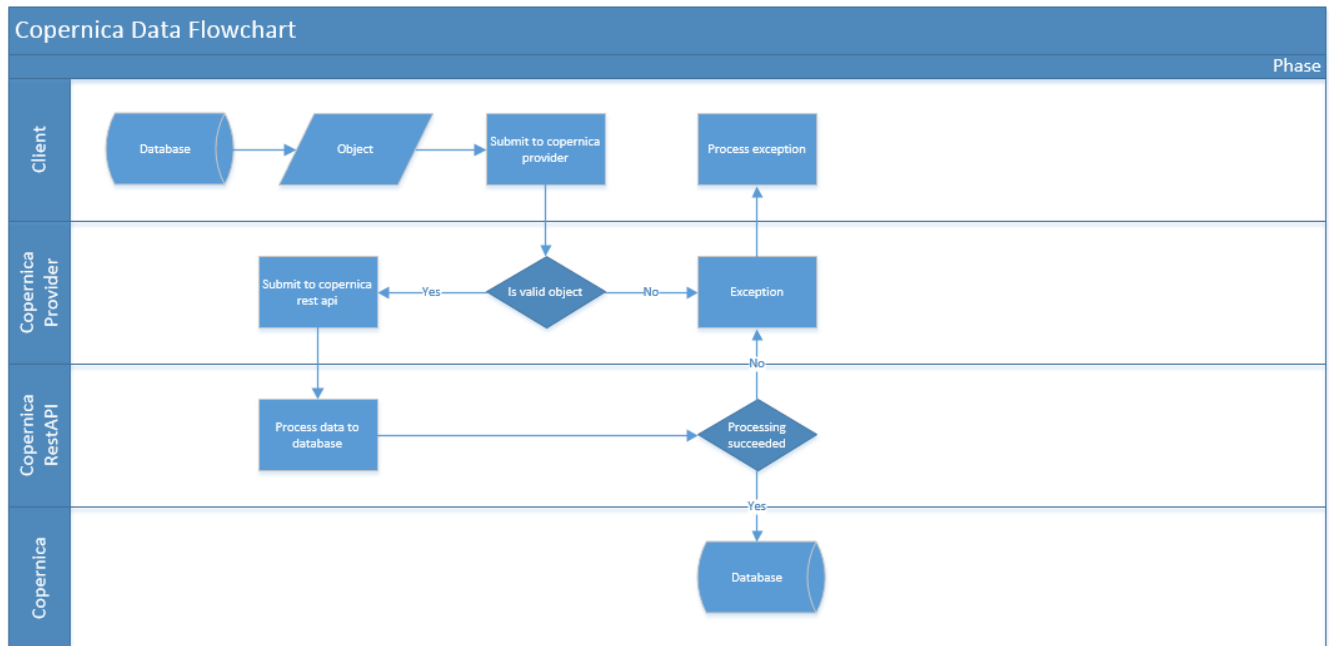 Copernica Data Flowchart
Phase
Client
Database
Object
Submit to copernica
provider
Process exception
Copernica
Provider
Submit to copernica
rest api
Yes
Is valid object
No
Exception
No
Copernica
RestAPI
Process data to
database
Processing
succeeded
Yes
Copernica
Database